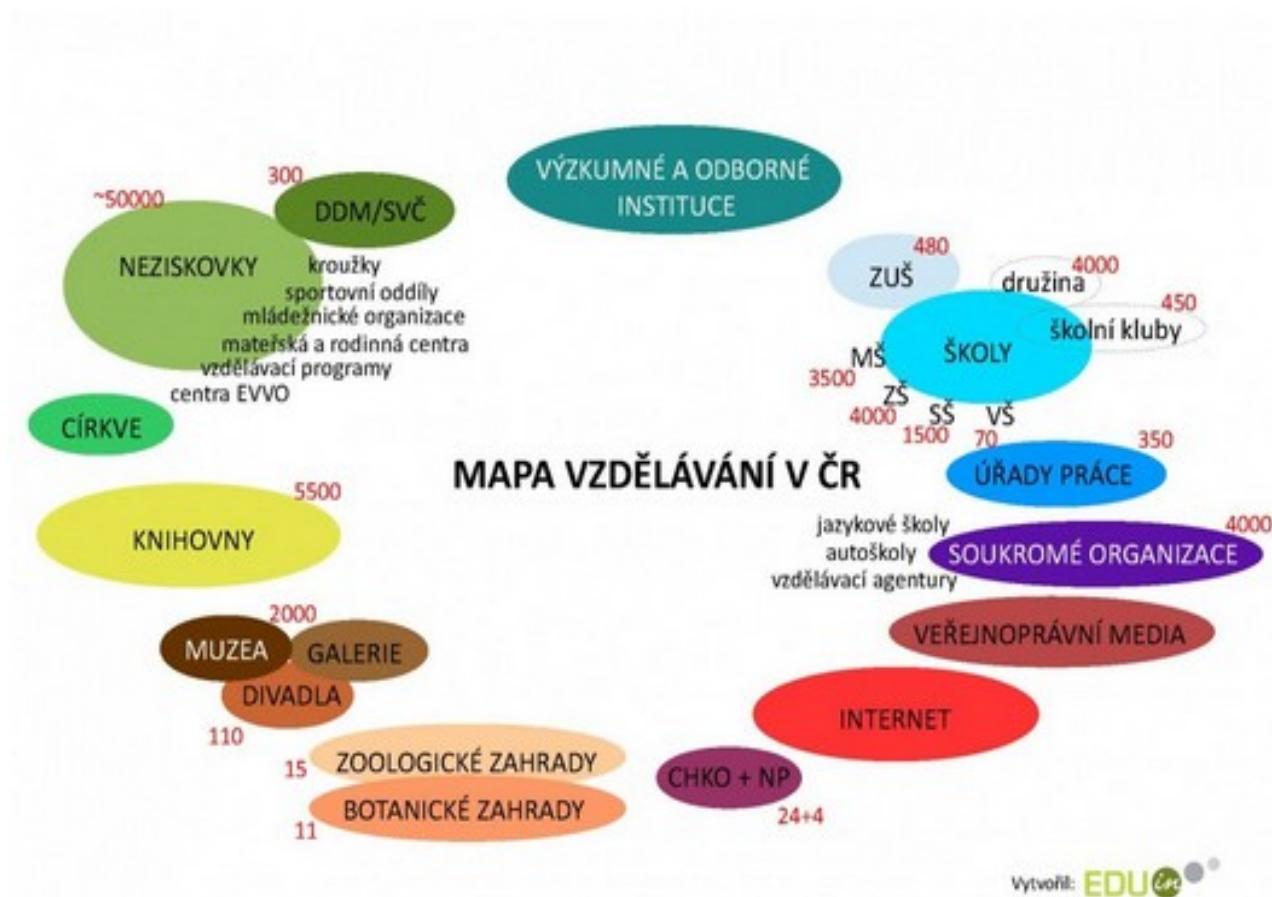 VÝZKUMNÉ A ODBORNÉ
INSTITUCE
300
~50000
DDM/SVČ
NEZISKOVKY
kroužky
sportovní oddíly
mládežnické organizace
mateřská a rodinná centra
vzdělávací programy
centra EVVO
480
ZUŠ
4000
družina
450
školní kluby
ŠKOLY
MŠ
3500
ZŠ
4000
SŠ
1500
VŠ
70
CÍRKVE
MAPA VZDĚLÁVÁNÍ V ČR
350
ÚŘADY PRÁCE
5500
KNIHOVNY
jazykové školy
autoškoly
vzdělávací agentury
4000
SOUKROMÉ ORGANIZACE
2000
MUZEA
GALERIE
DIVADLA
110
VEŘEJNOPRÁVNÍ MEDIA
INTERNET
15
ZOOLOGICKÉ ZAHRADY
11
BOTANICKÉ ZAHRADY
CHKO + NP
24+4
Vytvořil: EDUin